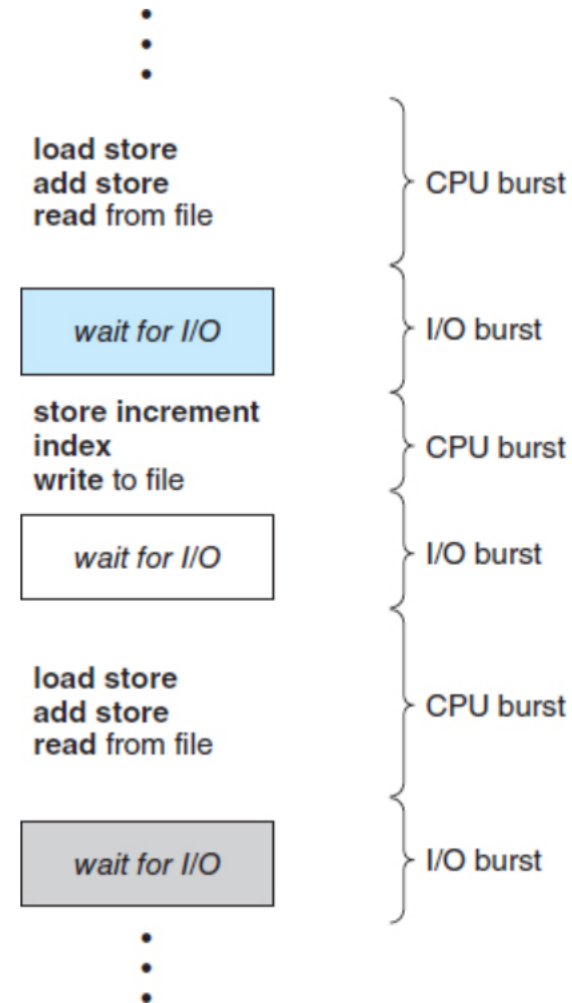 load store
add store
read from file
CPU burst
wait for I/O
I/O burst
store increment
index
write to file
CPU burst
wait for I/O
I/O burst
load store
add store
read from file
CPU burst
wait for I/O
I/O burst